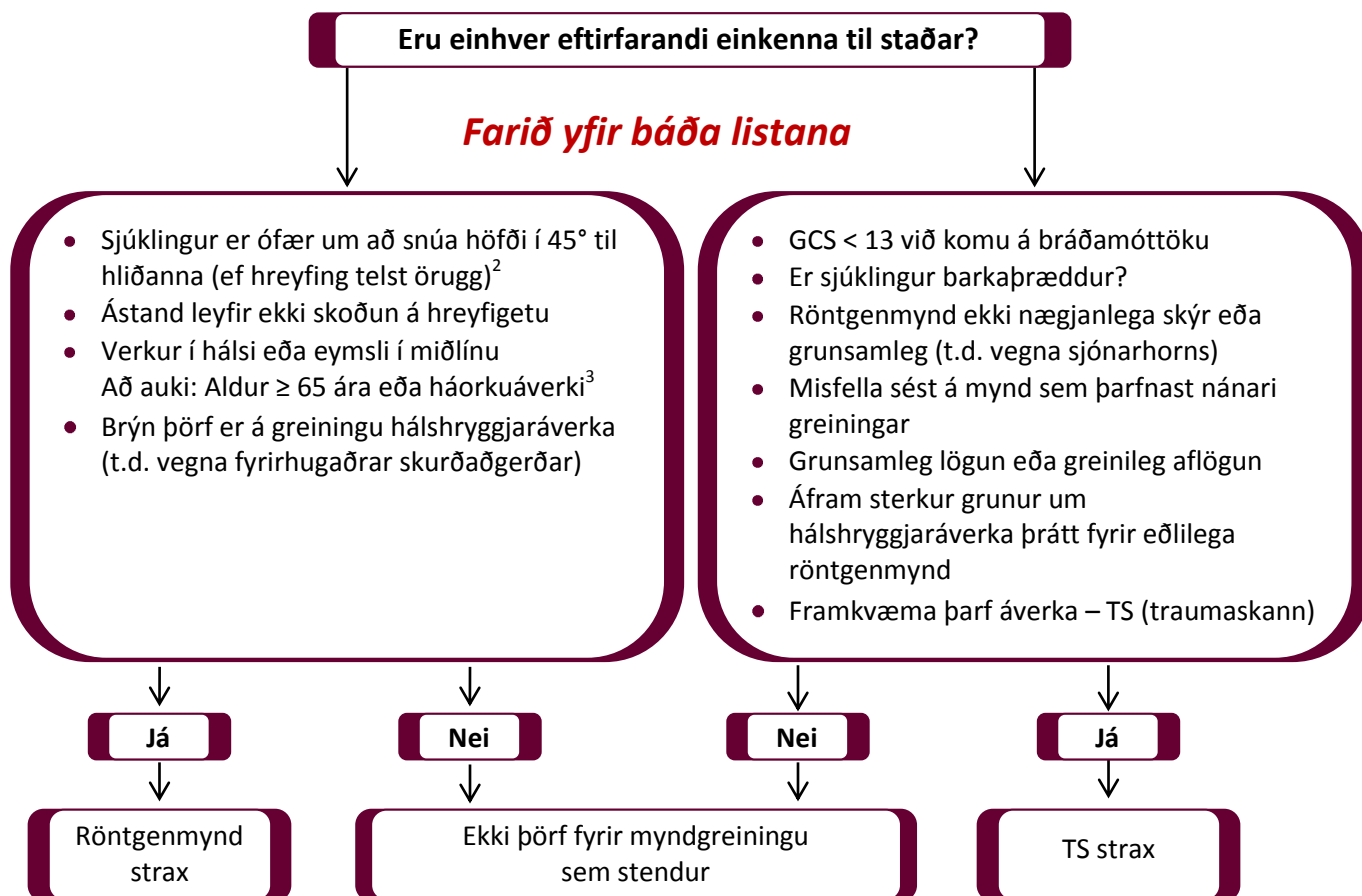 Eru einhver eftirfarandi einkenna til staðar?
Farið yfir báða listana
• Sjúklingur er ófær um að snúa höfði í 45° til
hliðanna (ef hreyfing telst örugg)²
• Ástand leyfir ekki skoðun á hreyfigetu
• Verkur í hálsi eða eymsli í miðlínu
Að auki: Aldur ≥ 65 ára eða háorkuáverki³
• Brýn þörf er á greiningu hálshryggjaráverka
(t.d. vegna fyrirhugaðrar skurðaðgerðar)
• GCS < 13 við komu á bráðamóttöku
• Er sjúklingur barkaþræddur?
• Röntgenmynd ekki nægjanlega skýr eða
grunsamleg (t.d. vegna sjónarhorns)
• Misfella sést á mynd sem þarfnast nánari
greiningar
• Grunsamleg lögun eða greinileg aflögun
• Áfram sterkur grunur um
hálshryggjaráverka þrátt fyrir eðlilega
röntgenmynd
• Framkvæma þarf áverka – TS (traumaskann)
Já
Nei
Nei
Já
Röntgenmynd
strax
Ekki þörf fyrir myndgreiningu
sem stendur
TS strax